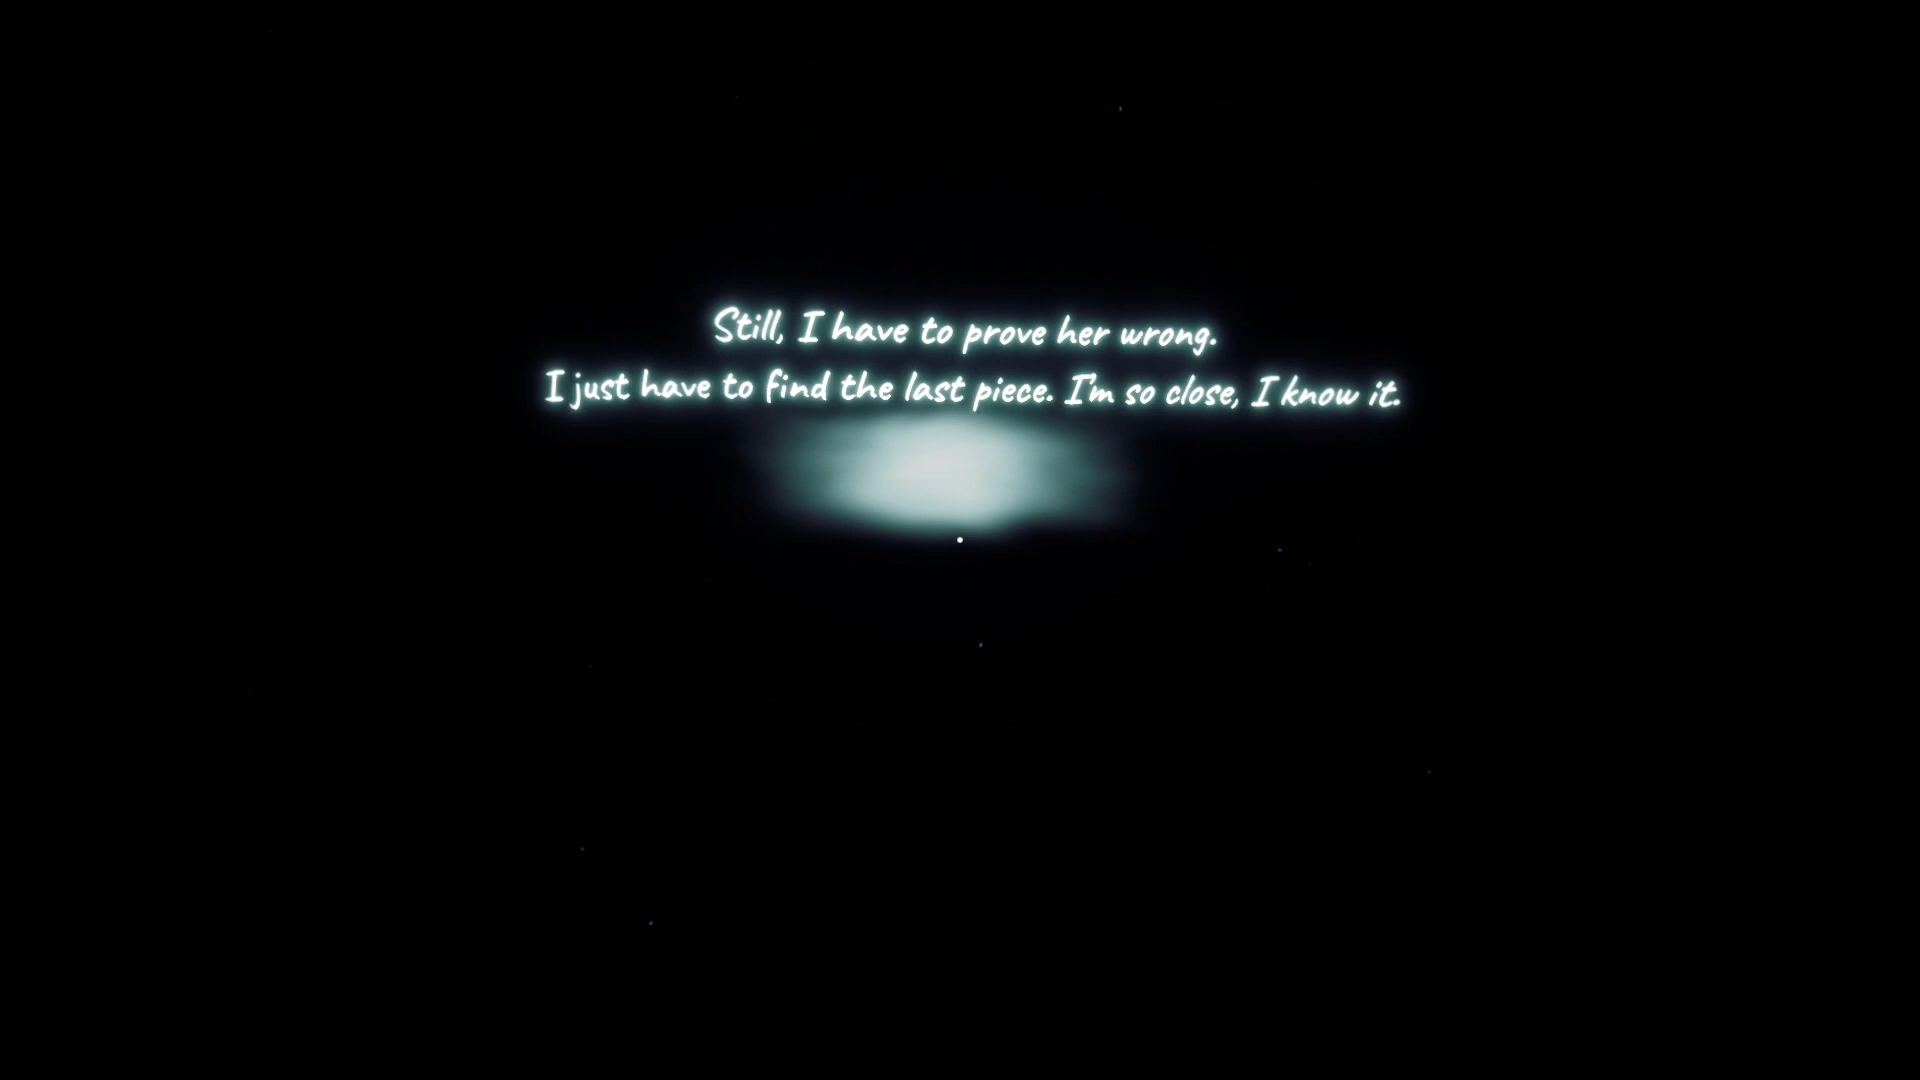 Still, I have to prove her wrong.
I just have to find the last piece. I'm so close, I know it.